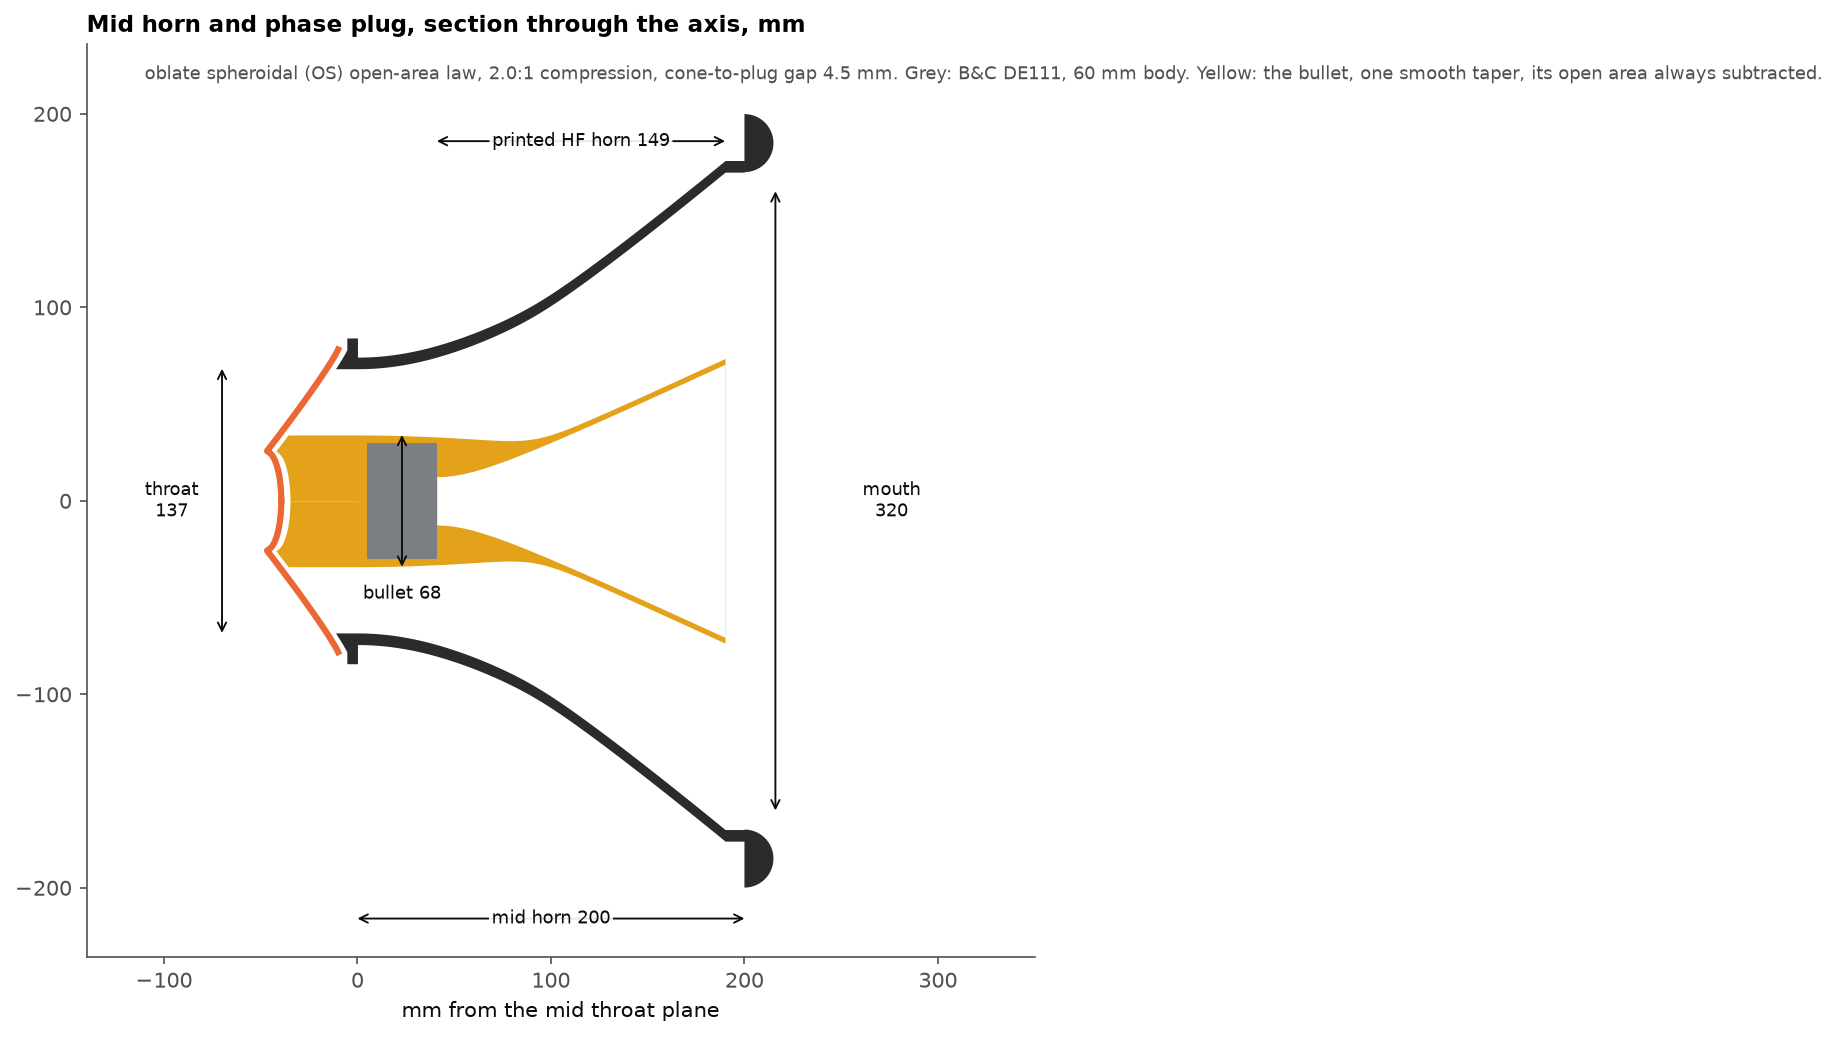 Mid horn and phase plug, section through the axis, mm
oblate spheroidal (OS) open-area law, 2.0:1 compression, cone-to-plug gap 4.5 mm. Grey: B&C DE111, 60 mm body. Yellow: the bullet, one smooth taper, its open area always subtracted.
200
printed HF horn 149
100
throat
137
0
mouth
320
bullet 68
−100
−200
mid horn 200
−100
0
100
200
300
mm from the mid throat plane